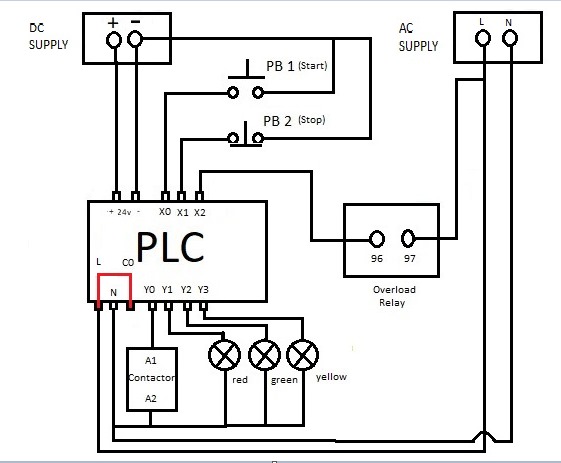 DC
SUPPLY
+ -
AC
SUPPLY
L N
PB 1 (Start)
PB 2 (Stop)
+ 24v - X0 X1 X2
PLC
L CO
N Y0 Y1 Y2 Y3
96 97
Overload
Relay
A1
Contactor
A2
red green yellow